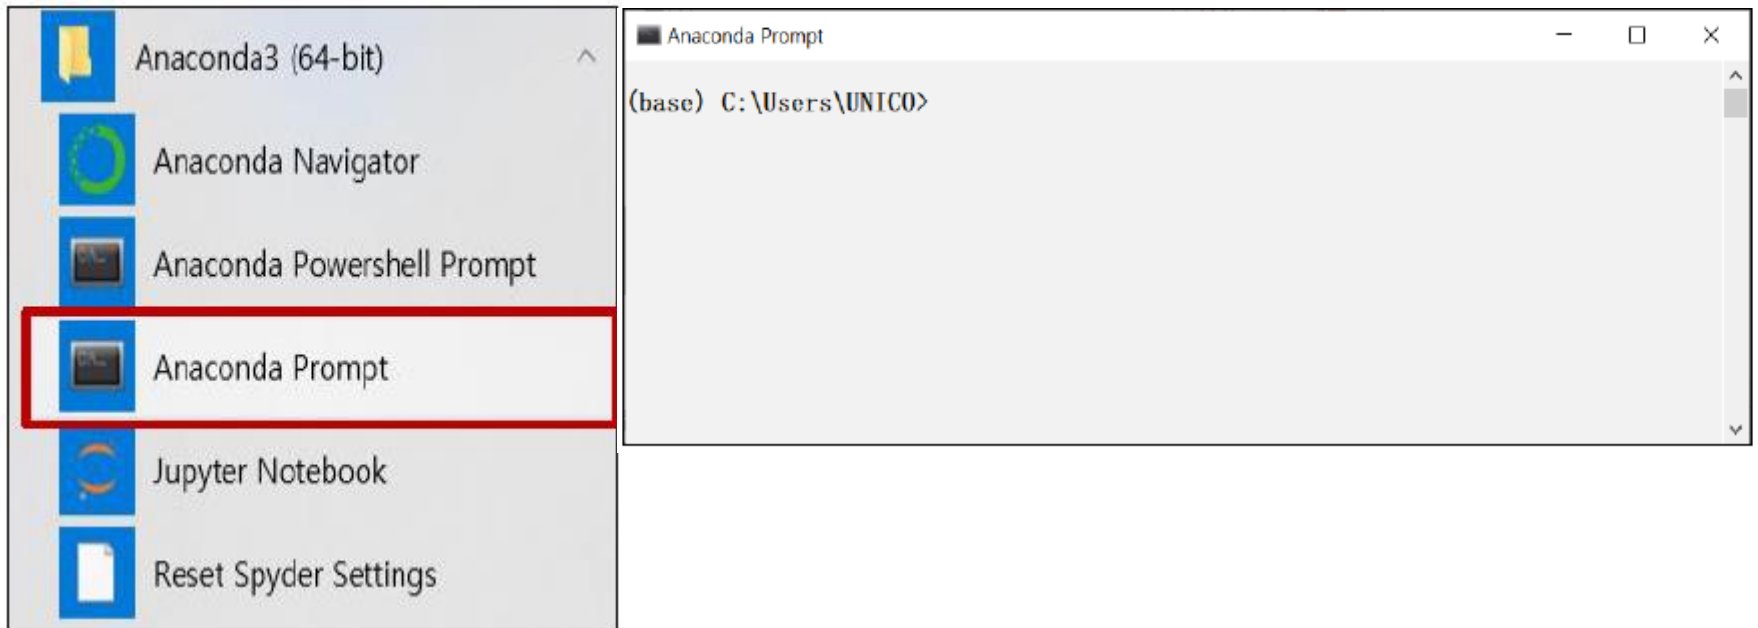 Anaconda3 (64-bit)
Anaconda Navigator
Anaconda Powershell Prompt
Anaconda Prompt
Jupyter Notebook
Reset Spyder Settings
Anaconda Prompt
(base) C:\Users\UNICO>